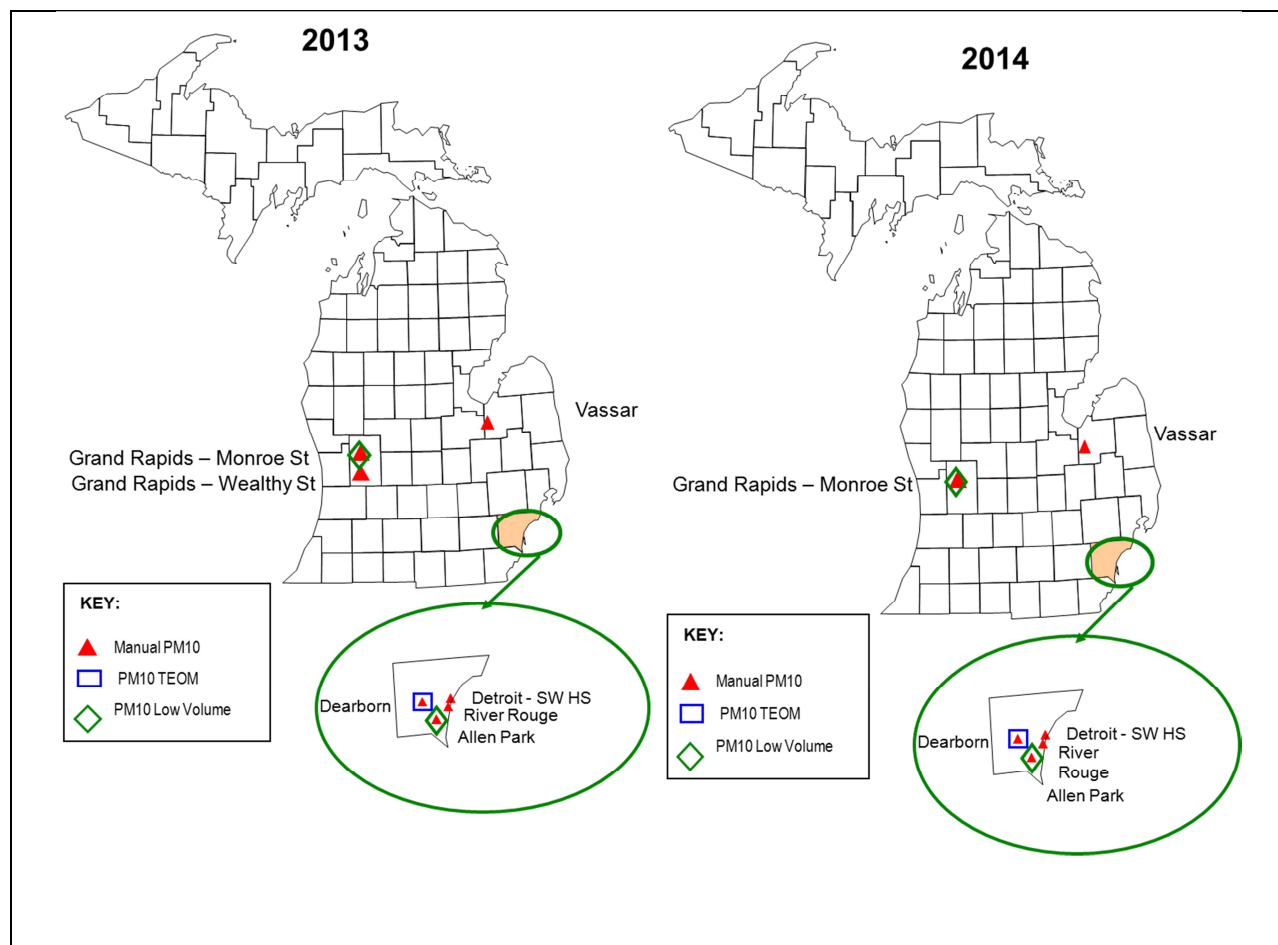 2013
Vassar
Grand Rapids – Monroe St
Grand Rapids – Wealthy St
KEY:
Manual PM10
PM10 TEOM
PM10 Low Volume
Dearborn
Detroit - SW HS
River Rouge
Allen Park
2014
Vassar
Grand Rapids – Monroe St
KEY:
Manual PM10
PM10 TEOM
PM10 Low Volume
Dearborn
Detroit - SW HS
River
Rouge
Allen Park